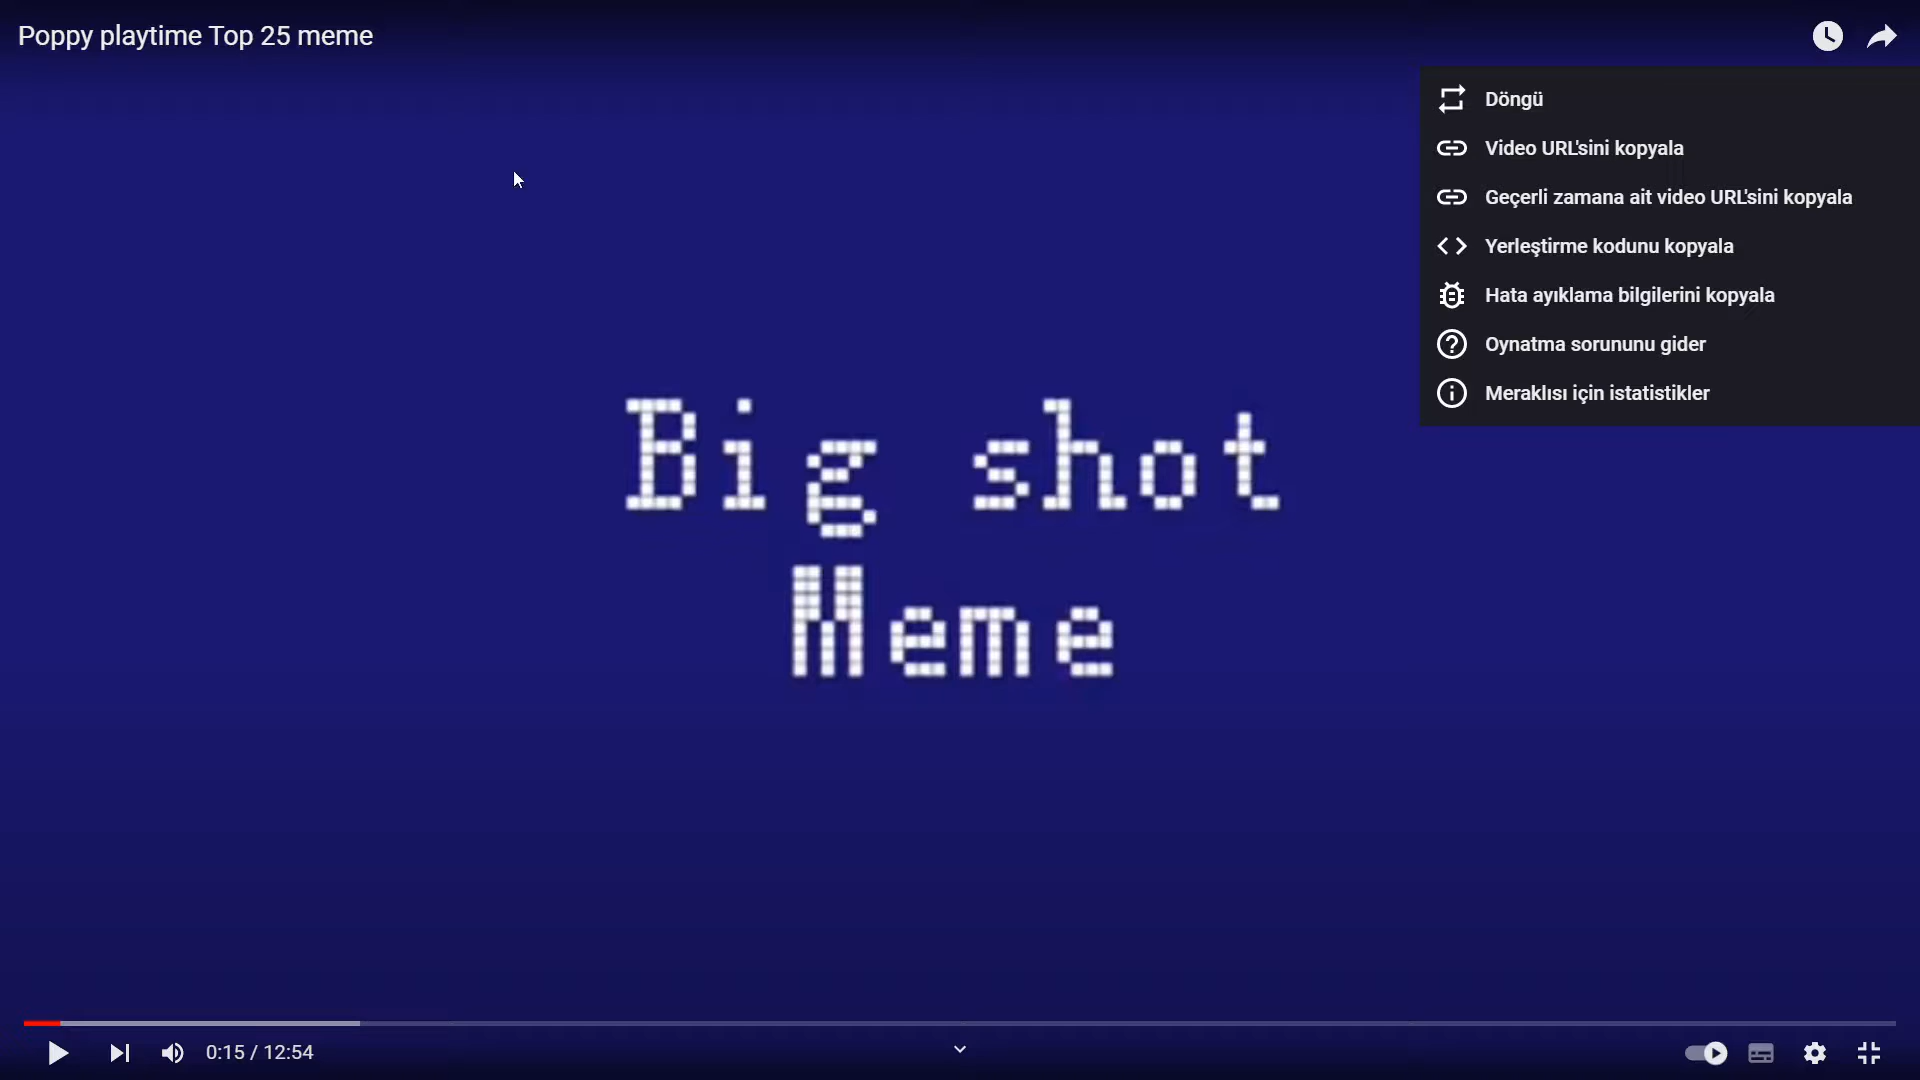 Poppy playtime Top 25 meme
Döngü
Video URL'sini kopyala
Geçerli zamana ait video URL'sini kopyala
Yerleştirme kodunu kopyala
Hata ayıklama bilgilerini kopyala
Oynatma sorununu gider
Meraklısı için istatistikler
Big shot
Meme
0:15 / 12:54